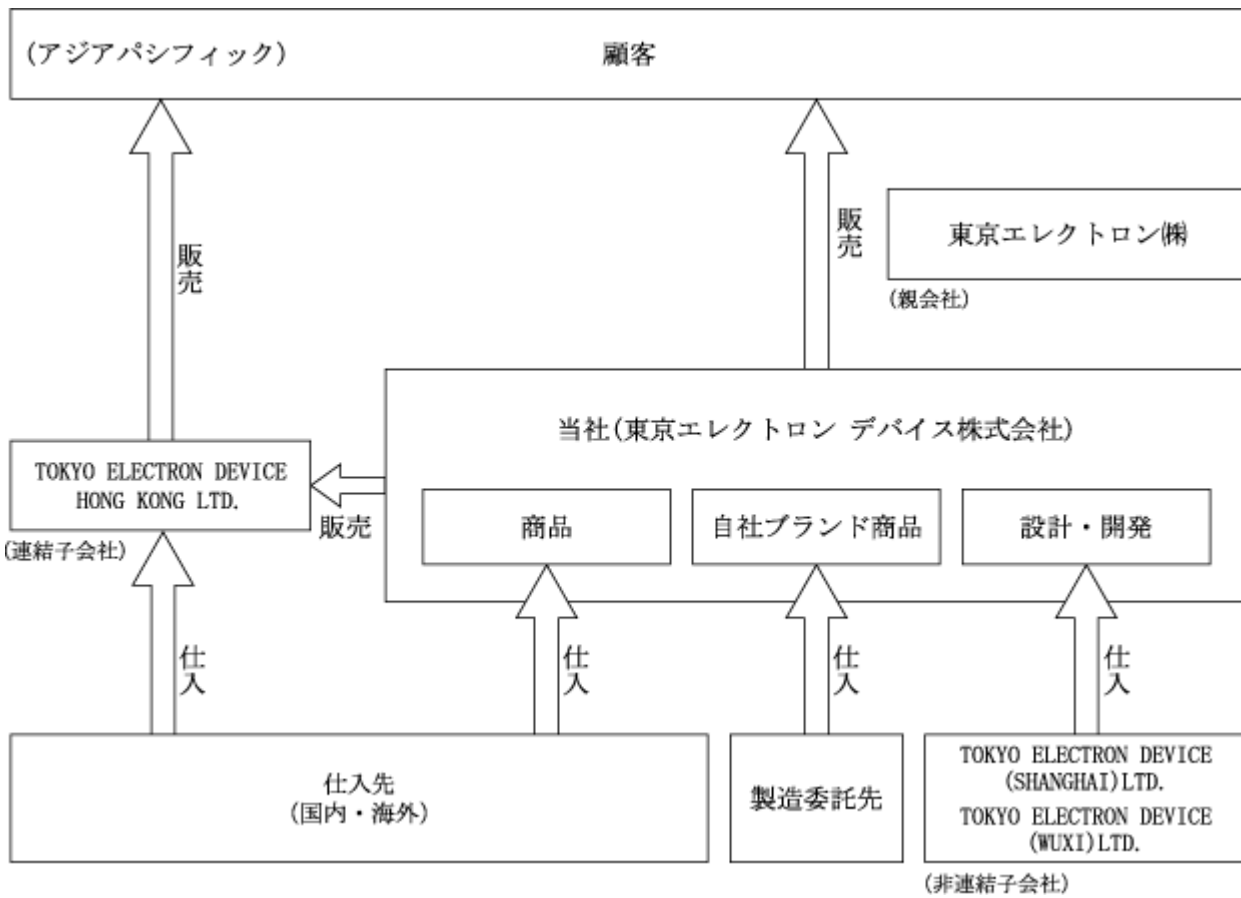 (アジアパシフィック) 顧客
販売
販売
東京エレクトロン㈱
(親会社)
当社(東京エレクトロン デバイス株式会社)
TOKYO ELECTRON DEVICE
HONG KONG LTD.
(連結子会社)
販売
商品
自社ブランド商品
設計・開発
仕入
仕入
仕入
仕入
仕入先
(国内・海外)
製造委託先
TOKYO ELECTRON DEVICE
(SHANGHAI)LTD.
TOKYO ELECTRON DEVICE
(WUXI)LTD.
(非連結子会社)